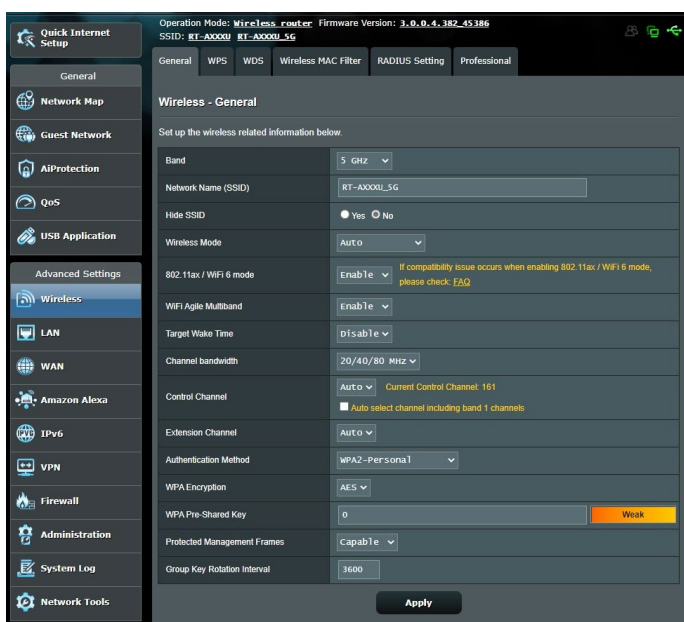 Quick Internet
Setup
General
Network Map
Guest Network
AiProtection
QoS
USB Application
Advanced Settings
Wireless
LAN
WAN
Amazon Alexa
IPv6
VPN
Firewall
Administration
System Log
Network Tools
Operation Mode: Wireless router Firmware Version: 3.0.0.4.382_45386
SSID: RT-AXXXU RT-AXXXU_5G
General WPS WDS Wireless MAC Filter RADIUS Setting Professional
Wireless - General
Set up the wireless related information below.
Band 5 GHz
Network Name (SSID) RT-AXXXU_5G
Hide SSID Yes No
Wireless Mode Auto
802.11ax / WiFi 6 mode Enable If compatibility issue occurs when enabling 802.11ax / WiFi 6 mode,
please check: FAQ
WiFi Agile Multiband Enable
Target Wake Time Disable
Channel bandwidth 20/40/80 MHz
Control Channel Auto Current Control Channel: 161
Auto select channel including band 1 channels
Extension Channel Auto
Authentication Method WPA2-Personal
WPA Encryption AES
WPA Pre-Shared Key 0 Weak
Protected Management Frames Capable
Group Key Rotation Interval 3600
Apply